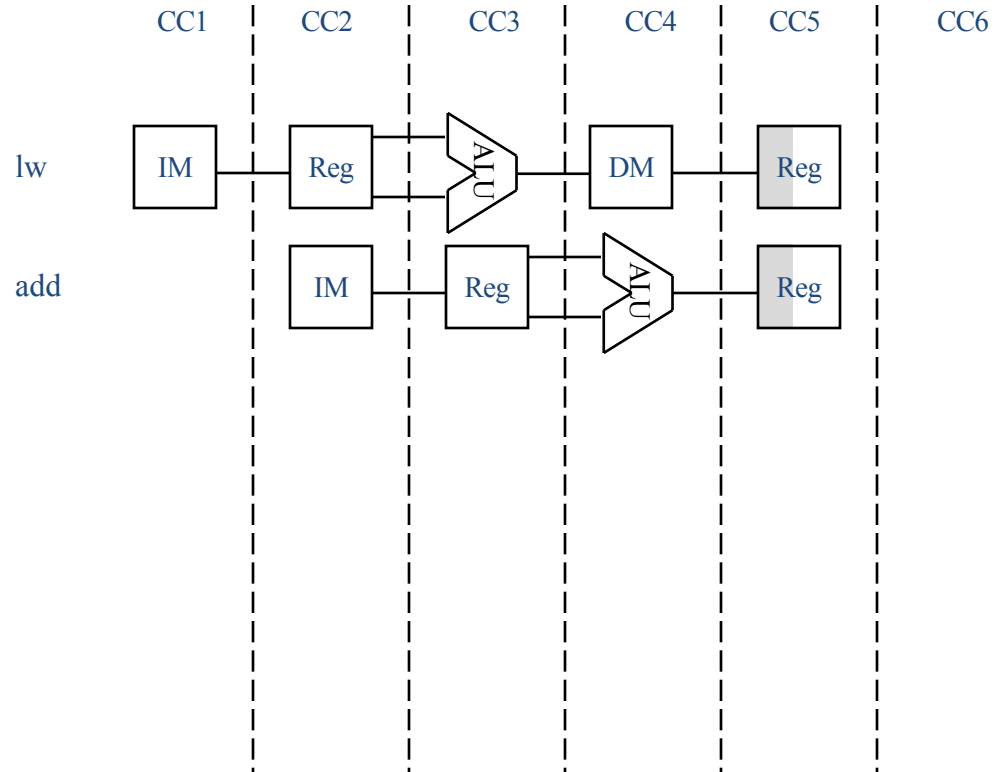 CC1 CC2 CC3 CC4 CC5 CC6
lw IM Reg ALU DM Reg
add IM Reg ALU Reg